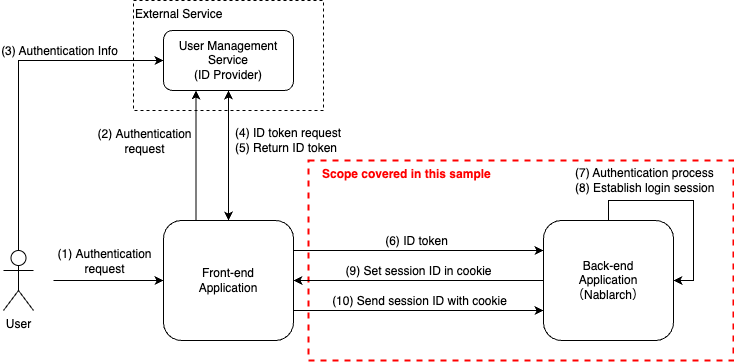 External Service
(3) Authentication Info
User Management
Service
(ID Provider)
(2) Authentication
request
(4) ID token request
(5) Return ID token
Scope covered in this sample
(7) Authentication process
(8) Establish login session
(1) Authentication
request
Front-end
Application
(6) ID token
(9) Set session ID in cookie
(10) Send session ID with cookie
Back-end
Application
（Nablarch）
User